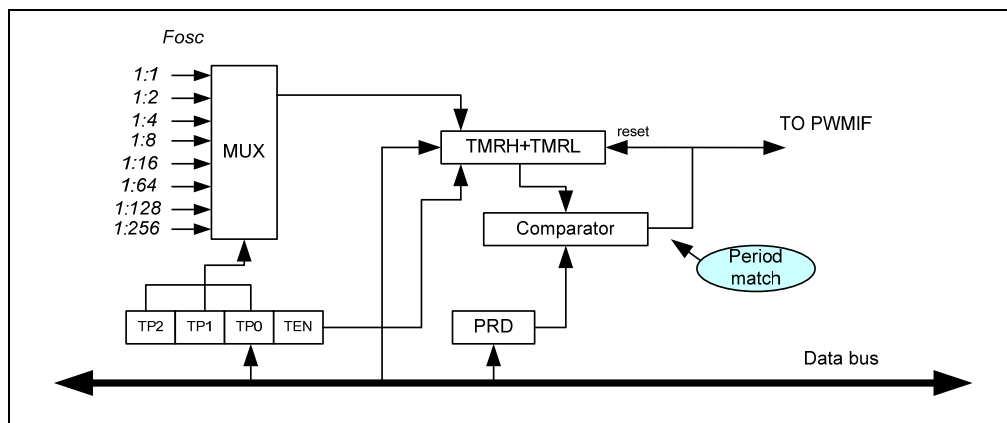 Fosc
1:1
1:2
1:4
1:8
1:16
1:64
1:128
1:256
MUX
TMRH+TMRL
reset
TO PWMIF
Comparator
Period
match
TP2
TP1
TP0
TEN
PRD
Data bus